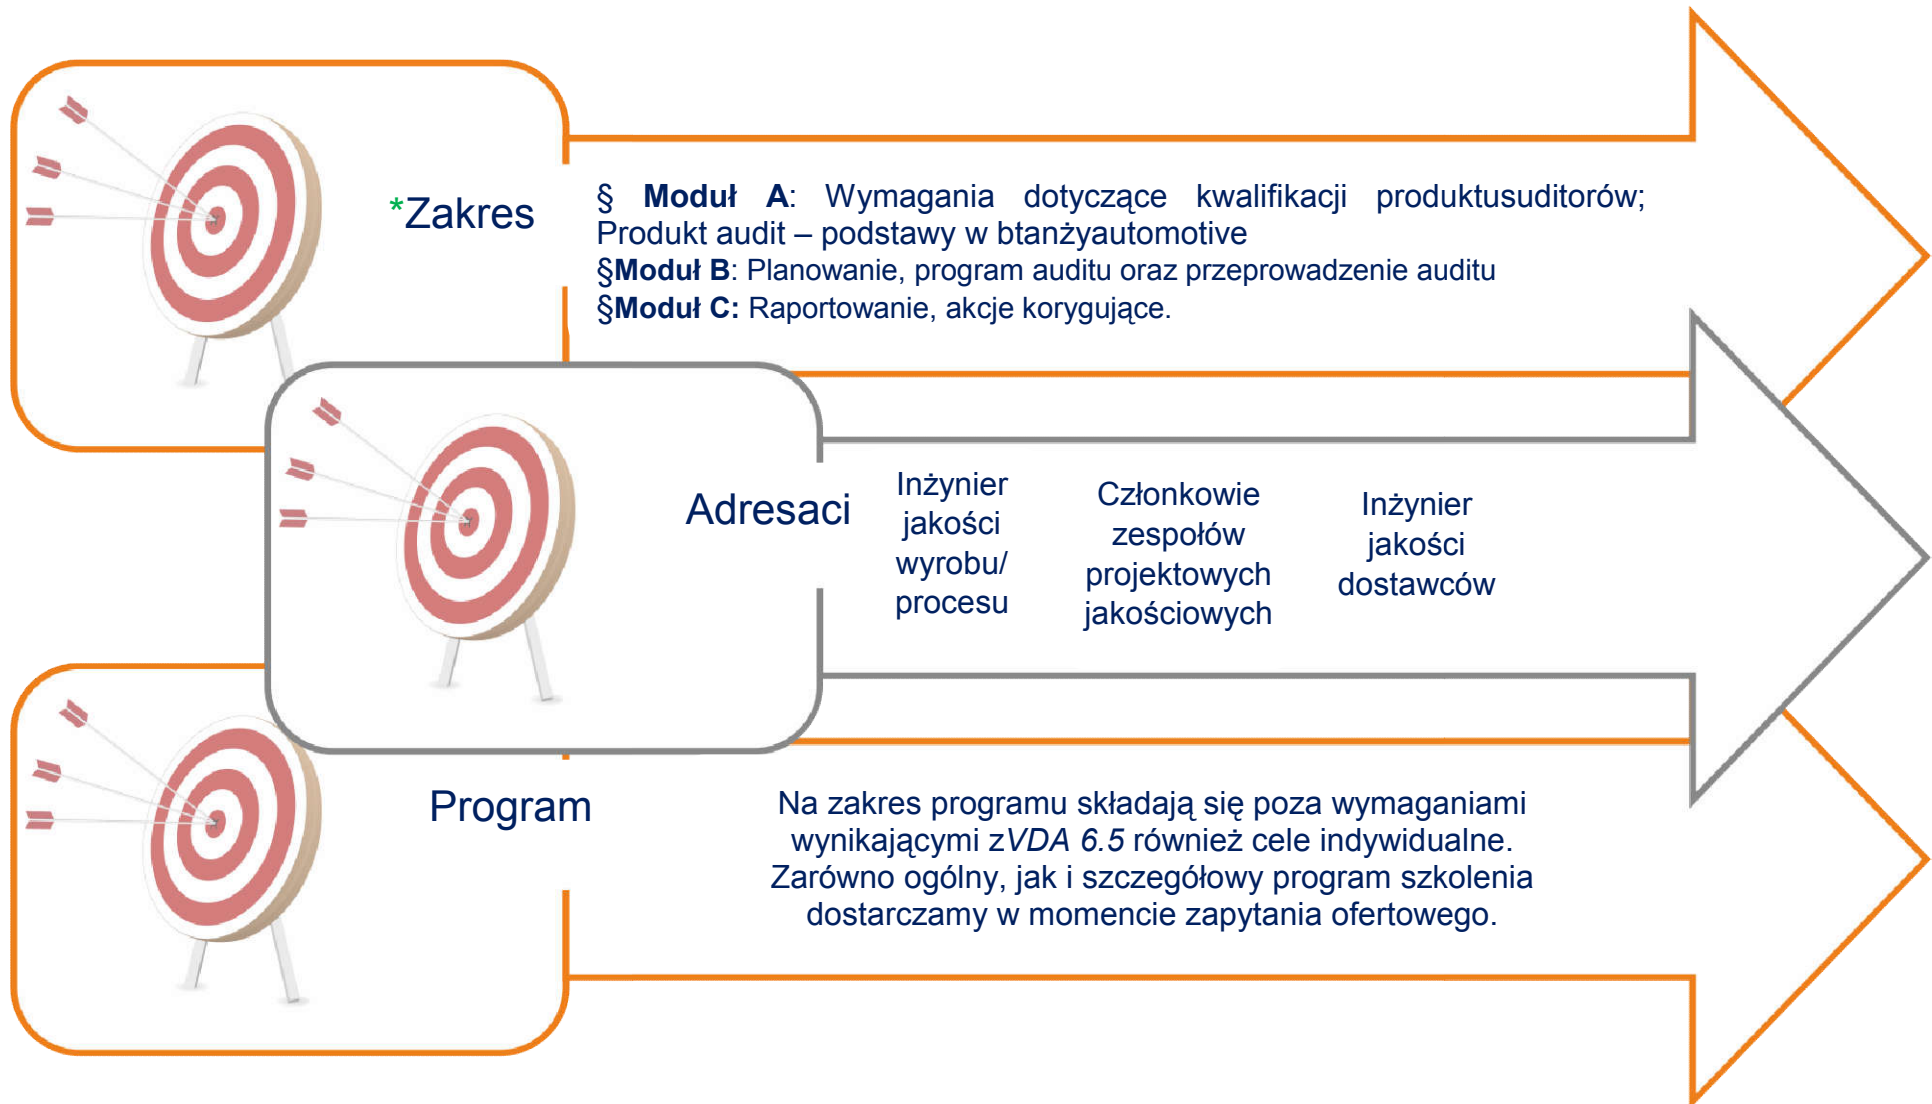 *Zakres
§ Moduł A: Wymagania dotyczące kwalifikacji produktusuditorów;
Produkt audit – podstawy w btanżyautomotive
§Moduł B: Planowanie, program auditu oraz przeprowadzenie auditu
§Moduł C: Raportowanie, akcje korygujące.
Adresaci
Inżynier
jakości
wyrobu/
procesu
Członkowie
zespołów
projektowych
jakościowych
Inżynier
jakości
dostawców
Program
Na zakres programu składają się poza wymaganiami
wynikającymi zVDA 6.5 również cele indywidualne.
Zarówno ogólny, jak i szczegółowy program szkolenia
dostarczamy w momencie zapytania ofertowego.